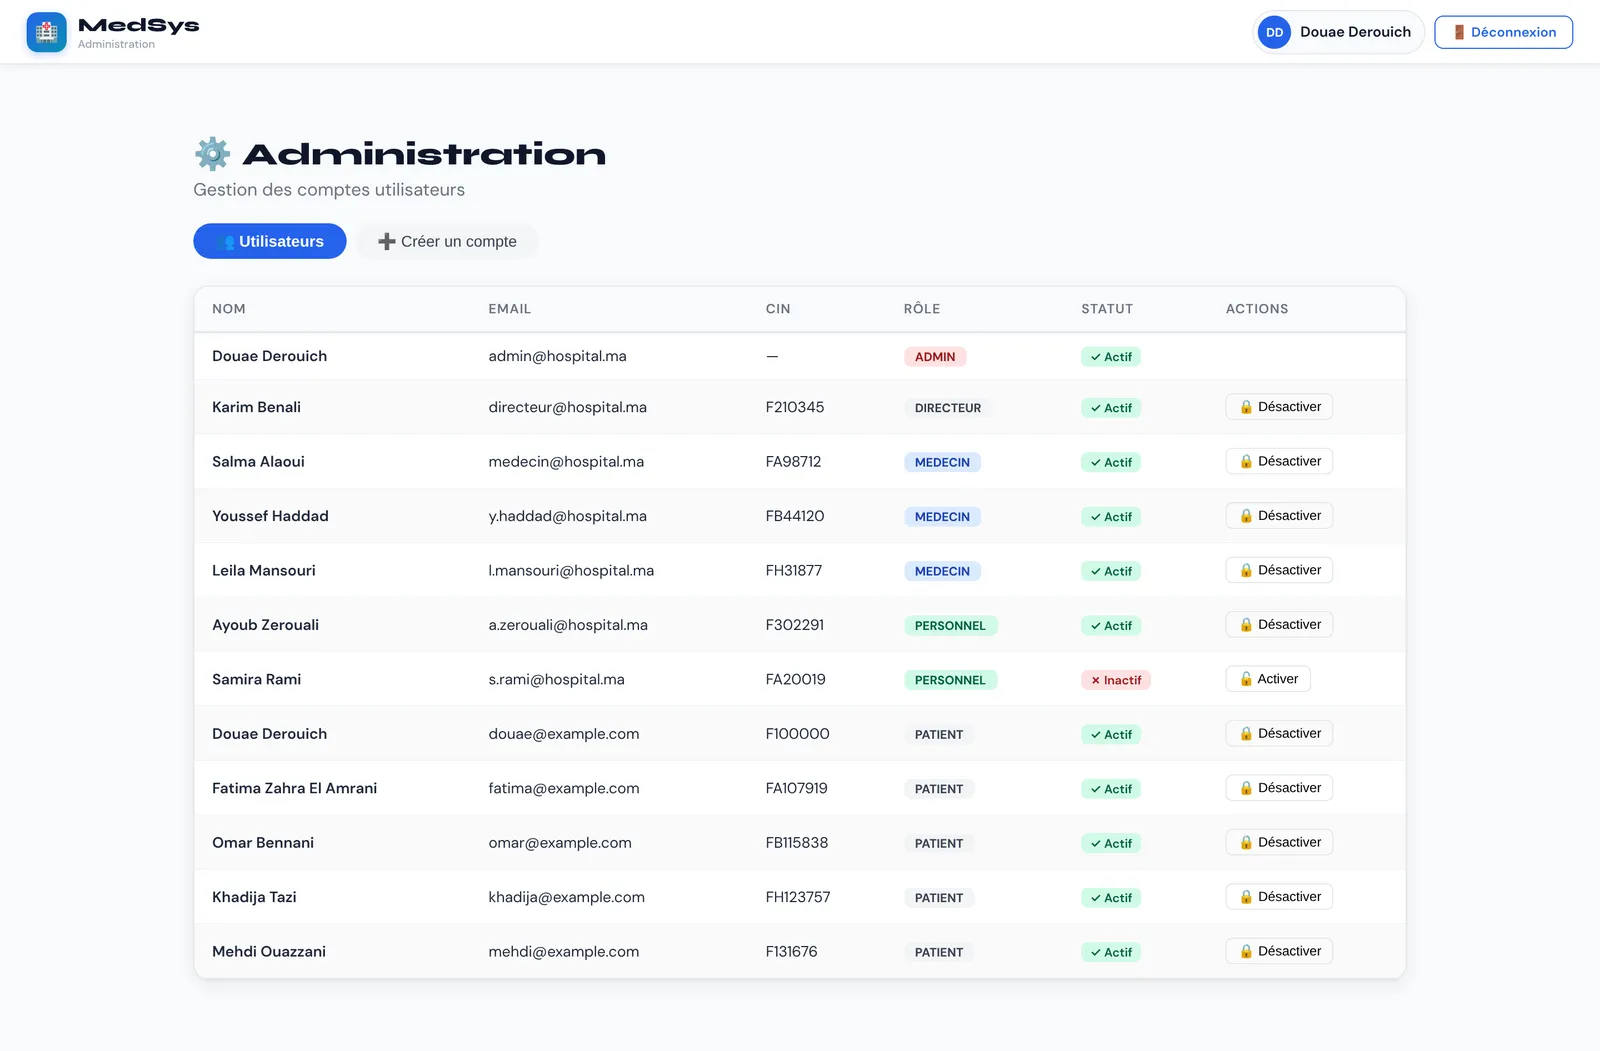 MedSys
Administration
DD Douae Derouich
Déconnexion
Administration
Gestion des comptes utilisateurs
Utilisateurs
Créer un compte
NOM EMAIL CIN RÔLE STATUT ACTIONS
Douae Derouich admin@hospital.ma — ADMIN ✓ Actif
Karim Benali directeur@hospital.ma F210345 DIRECTEUR ✓ Actif Désactiver
Salma Alaoui medecin@hospital.ma FA98712 MEDECIN ✓ Actif Désactiver
Youssef Haddad y.haddad@hospital.ma FB44120 MEDECIN ✓ Actif Désactiver
Leila Mansouri l.mansouri@hospital.ma FH31877 MEDECIN ✓ Actif Désactiver
Ayoub Zerouali a.zerouali@hospital.ma F302291 PERSONNEL ✓ Actif Désactiver
Samira Rami s.rami@hospital.ma FA20019 PERSONNEL × Inactif Activer
Douae Derouich douae@example.com F100000 PATIENT ✓ Actif Désactiver
Fatima Zahra El Amrani fatima@example.com FA107919 PATIENT ✓ Actif Désactiver
Omar Bennani omar@example.com FB115838 PATIENT ✓ Actif Désactiver
Khadija Tazi khadija@example.com FH123757 PATIENT ✓ Actif Désactiver
Mehdi Ouazzani mehdi@example.com F131676 PATIENT ✓ Actif Désactiver